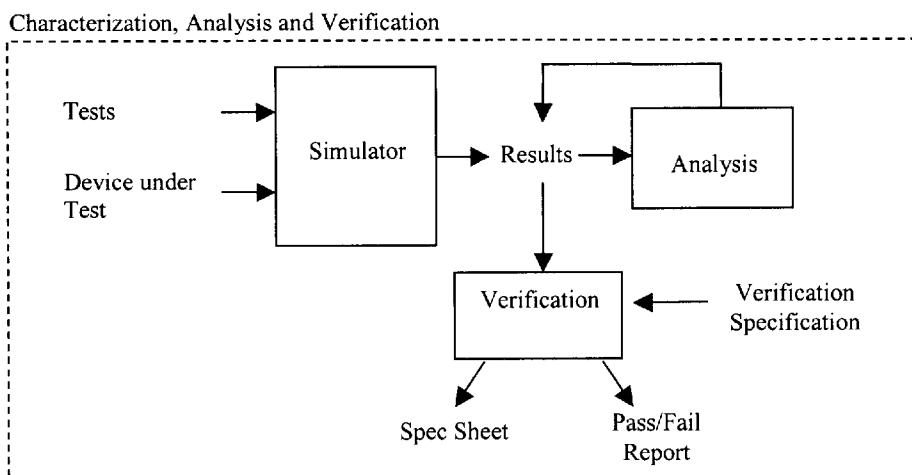 Characterization, Analysis and Verification
Tests
Simulator
Results
Analysis
Device under
Test
Verification
Verification
Specification
Spec Sheet
Pass/Fail
Report